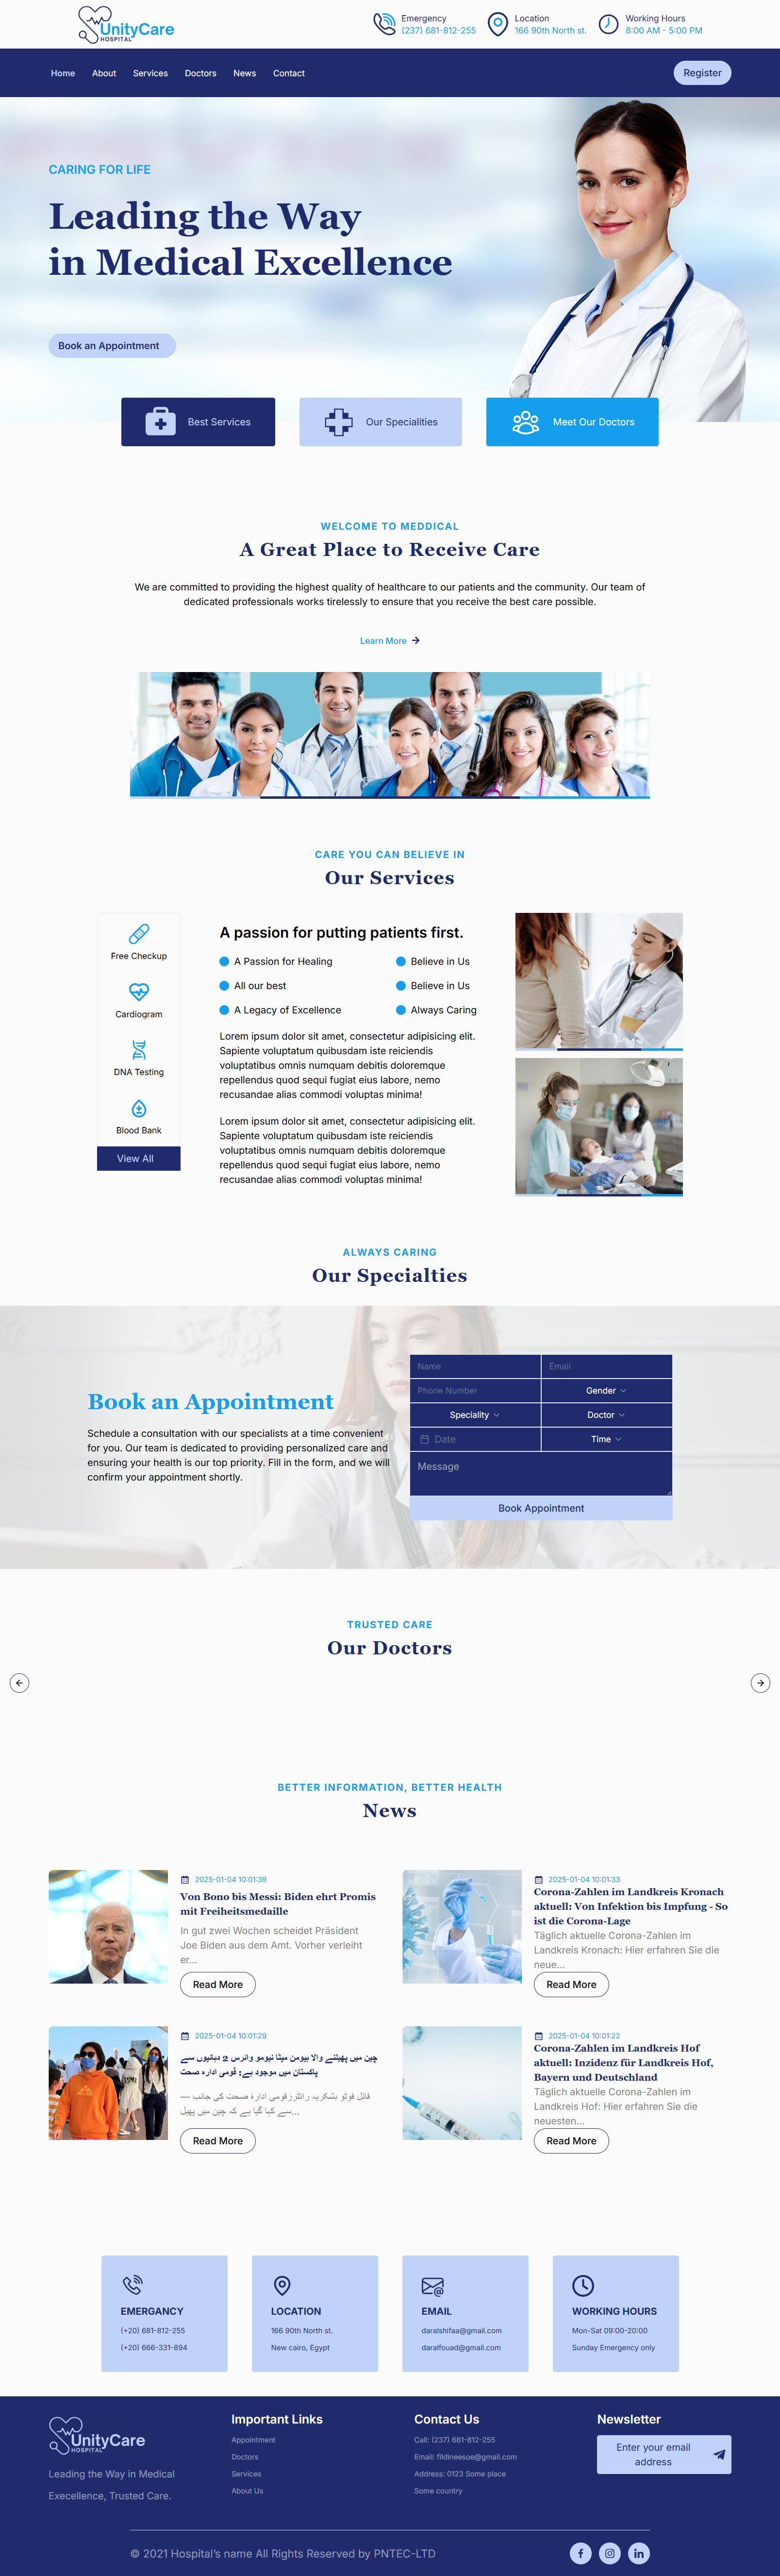 UnityCare
HOSPITAL
Emergency
(237) 681-812-255
Location
166 90th North st.
Working Hours
8:00 AM - 5:00 PM
Home
About
Services
Doctors
News
Contact
Register
CARING FOR LIFE
Leading the Way
in Medical Excellence
Book an Appointment
Best Services
Our Specialities
Meet Our Doctors
WELCOME TO MEDDICAL
A Great Place to Receive Care
We are committed to providing the highest quality of healthcare to our patients and the community. Our team of
dedicated professionals works tirelessly to ensure that you receive the best care possible.
Learn More
CARE YOU CAN BELIEVE IN
Our Services
Free Checkup
Cardiogram
DNA Testing
Blood Bank
View All
A passion for putting patients first.
A Passion for Healing
Believe in Us
All our best
Believe in Us
A Legacy of Excellence
Always Caring
Lorem ipsum dolor sit amet, consectetur adipisicing elit.
Sapiente voluptatum quibusdam iste reiciendis
voluptatibus omnis numquam debitis doloremque
repellendus quod sequi fugiat eius labore, nemo
recusandae alias commodi voluptas minima!
Lorem ipsum dolor sit amet, consectetur adipisicing elit.
Sapiente voluptatum quibusdam iste reiciendis
voluptatibus omnis numquam debitis doloremque
repellendus quod sequi fugiat eius labore, nemo
recusandae alias commodi voluptas minima!
ALWAYS CARING
Our Specialties
Book an Appointment
Schedule a consultation with our specialists at a time convenient
for you. Our team is dedicated to providing personalized care and
ensuring your health is our top priority. Fill in the form, and we will
confirm your appointment shortly.
Name
Email
Phone Number
Gender
Speciality
Doctor
Date
Time
Message
Book Appointment
TRUSTED CARE
Our Doctors
BETTER INFORMATION, BETTER HEALTH
News
2025-01-04 10:01:39
Von Bono bis Messi: Biden ehrt Promis
mit Freiheitsmedaille
In gut zwei Wochen scheidet Präsident
Joe Biden aus dem Amt. Vorher verleiht
er...
Read More
2025-01-04 10:01:33
Corona-Zahlen im Landkreis Kronach
aktuell: Von Infektion bis Impfung - So
ist die Corona-Lage
Täglich aktuelle Corona-Zahlen im
Landkreis Kronach: Hier erfahren Sie die
neue...
Read More
2025-01-04 10:01:29
چین میں پھیلنے والا ہیومن میٹا نیومو وائرس 2 دہائیوں سے
پاکستان میں موجود ہے: قومی ادارہ صحت
— فائل فوٹو بشکریہ رائٹرزقومی ادارۂ صحت کی جانب
سے کہا گیا ہے کہ چین میں پھیل...
Read More
2025-01-04 10:01:22
Corona-Zahlen im Landkreis Hof
aktuell: Inzidenz für Landkreis Hof,
Bayern und Deutschland
Täglich aktuelle Corona-Zahlen im
Landkreis Hof: Hier erfahren Sie die
neuesten...
Read More
EMERGANCY
(+20) 681-812-255
(+20) 666-331-894
LOCATION
166 90th North st.
New cairo, Egypt
EMAIL
daralshifaa@gmail.com
daralfouad@gmail.com
WORKING HOURS
Mon-Sat 09:00-20:00
Sunday Emergency only
UnityCare
HOSPITAL
Leading the Way in Medical
Execellence, Trusted Care.
Important Links
Appointment
Doctors
Services
About Us
Contact Us
Call: (237) 681-812-255
Email: fildineesoe@gmail.com
Address: 0123 Some place
Some country
Newsletter
Enter your email
address
© 2021 Hospital's name All Rights Reserved by PNTEC-LTD